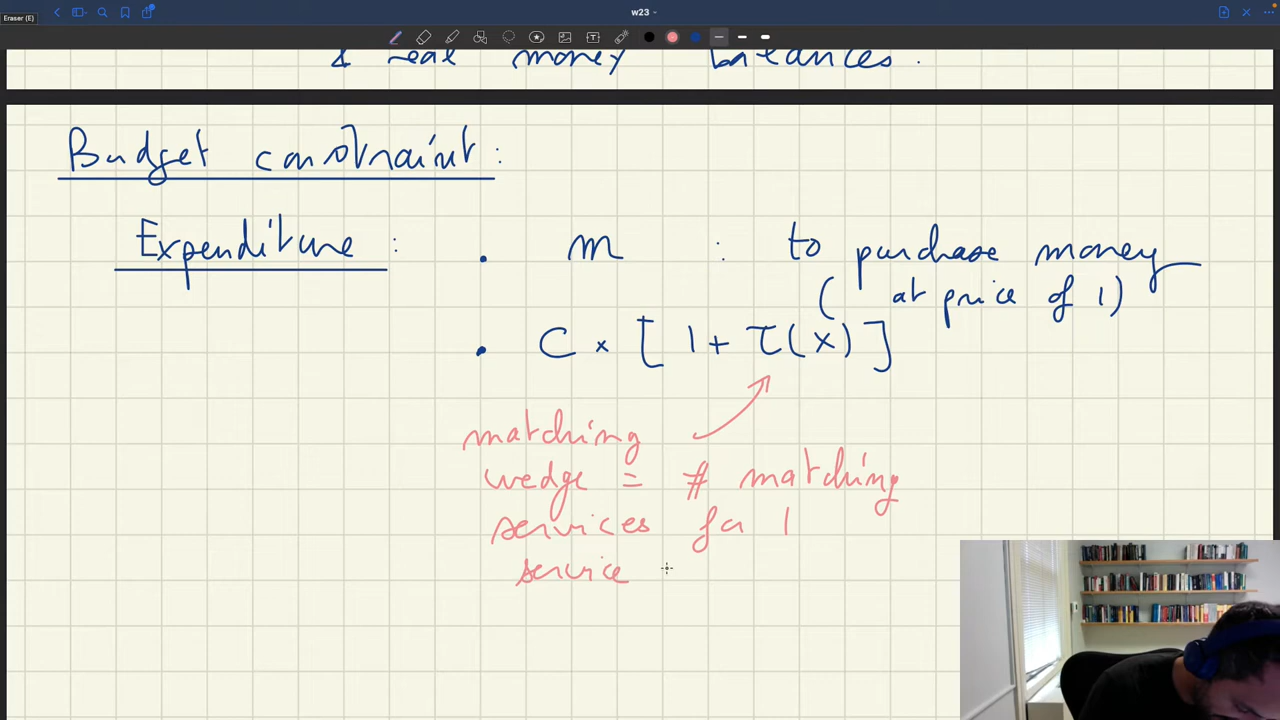 Eraser (E)
w23
& real money balances.
Budget constraint:
Expenditure : • m : to purchase money
( at price of 1)
• C × [ 1 + τ(x) ]
matching
wedge = # matching
services for 1
service